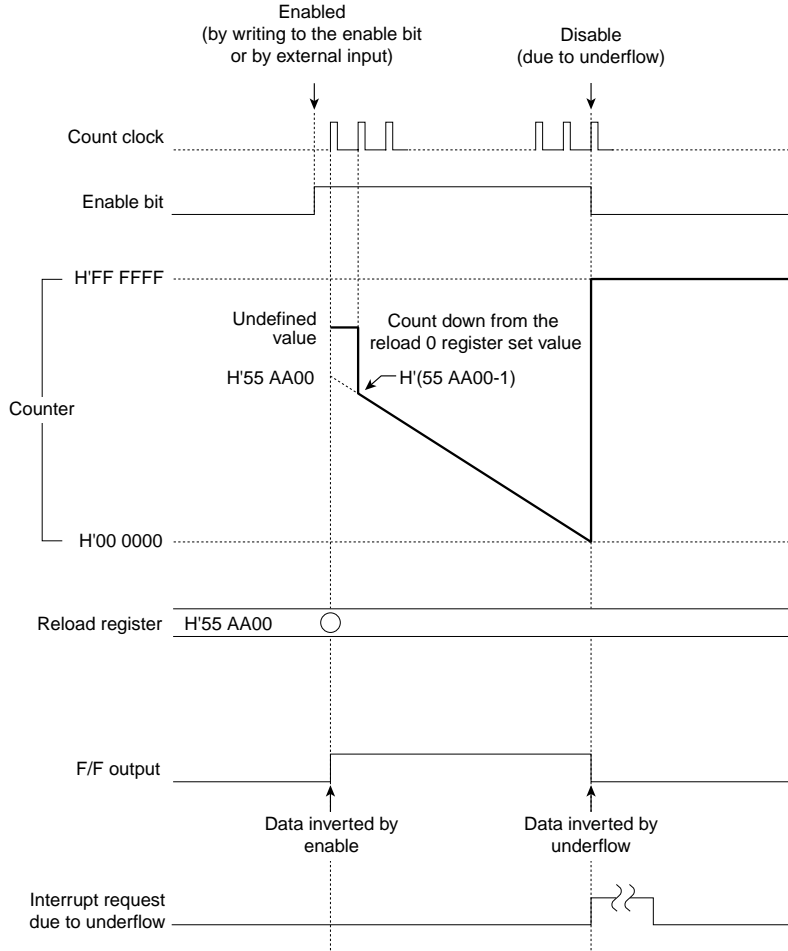 Enabled
(by writing to the enable bit
or by external input)
Disable
(due to underflow)
Count clock
Enable bit
H'FF FFFF
Undefined
value
Count down from the
reload 0 register set value
H'55 AA00
H'(55 AA00-1)
Counter
H'00 0000
Reload register
H'55 AA00
F/F output
Data inverted by
enable
Data inverted by
underflow
Interrupt request
due to underflow